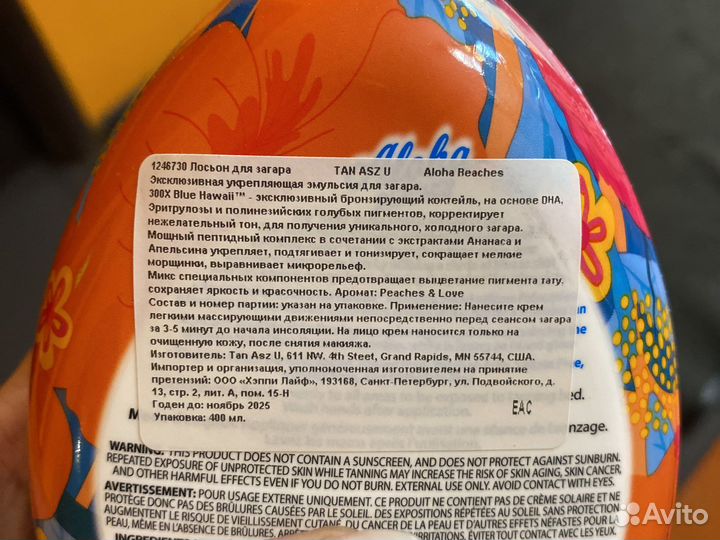 Aloha
1246730 Лосьон для загара TAN ASZ U Aloha Reaches
Эксклюзивная укрепляющая эмульсия для загара.
300X Blue Hawaii™ - эксклюзивный бронзирующий коктейль, на основе DHA,
Эритрулозы и полинезийских голубых пигментов, корректирует
нежелательный тон, для получения уникального, холодного загара.
Мощный пептидный комплекс в сочетании с экстрактами Ананаса и
Апельсина укрепляет, подтягивает и тонизирует, сокращает мелкие
морщинки, выравнивает микрорельеф.
Микс специальных компонентов предотвращает выцветание пигмента тату,
сохраняет яркость и красочность. Аромат: Peaches & Love
Состав и номер партии: указан на упаковке. Применение: Нанесите крем
легкими массирующими движениями непосредственно перед сеансом загара
за 3-5 минут до начала инсоляции. На лицо крем наносится только на
очищенную кожу, после снятия макияжа.
Изготовитель: Tan Asz U, 611 NW. 4th Steet, Grand Rapids, MN 55744, США.
Импортер и организация, уполномоченная изготовителем на принятие
претензий: ООО «Хэппи Лайф», 193168, Санкт-Петербург, ул. Подвойского, д.
13, стр. 2, лит. А, пом. 15-Н
Годен до: ноябрь 2025 EAC
Упаковка: 400 мл.
WARNING: THIS PRODUCT DOES NOT CONTAIN A SUNSCREEN, AND DOES NOT PROTECT AGAINST SUNBURN.
REPEATED EXPOSURE OF UNPROTECTED SKIN WHILE TANNING MAY INCREASE THE RISK OF SKIN AGING, SKIN CANCER,
AND OTHER HARMFUL EFFECTS EVEN IF YOU DO NOT BURN. EXTERNAL USE ONLY. AVOID CONTACT WITH EYES.
AVERTISSEMENT: POUR USAGE EXTERNE UNIQUEMENT. CE PRODUIT NE CONTIENT PAS DE CRÈME SOLAIRE ET NE
PROTÈGE DONC PAS DES BRÛLURES CAUSÉES PAR LE SOLEIL. DES EXPOSITIONS RÉPÉTÉES AU SOLEIL SANS PROTECTION
AUGMENTENT LE RISQUE DE VIEILLISSEMENT CUTANÉ, DU CANCER DE LA PEAU ET D'AUTRES EFFETS NÉFASTES POUR LA
PEAU, MÊME EN L'ABSENCE DE BRÛLURES.
INGREDIENTS
Avito